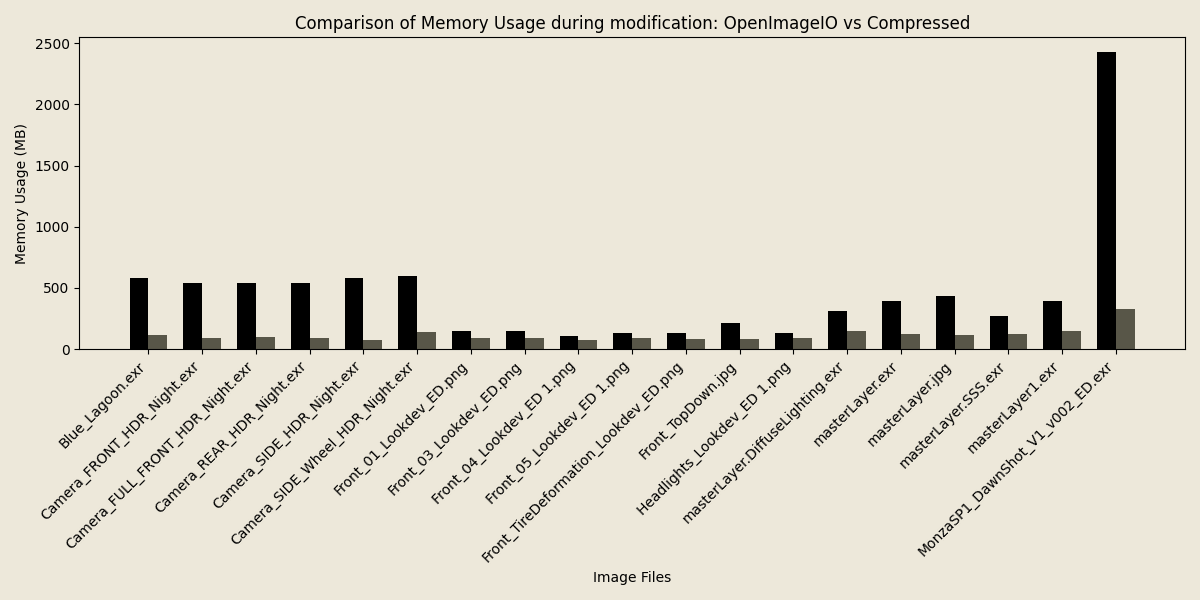 Comparison of Memory Usage during modification: OpenImageIO vs Compressed
Memory Usage (MB)
2500
2000
1500
1000
500
0
Blue_Lagoon.exr
Camera_FRONT_HDR_Night.exr
Camera_FULL_FRONT_HDR_Night.exr
Camera_REAR_HDR_Night.exr
Camera_SIDE_HDR_Night.exr
Camera_SIDE_Wheel_HDR_Night.exr
Front_01_Lookdev_ED.png
Front_03_Lookdev_ED.png
Front_04_Lookdev_ED 1.png
Front_05_Lookdev_ED 1.png
Front_TireDeformation_Lookdev_ED.png
Front_TopDown.jpg
Headlights_Lookdev_ED 1.png
masterLayer.DiffuseLighting.exr
masterLayer.exr
masterLayer.jpg
masterLayer.SSS.exr
masterLayer1.exr
MonzaSP1_DawnShot_V1_v002_ED.exr
Image Files